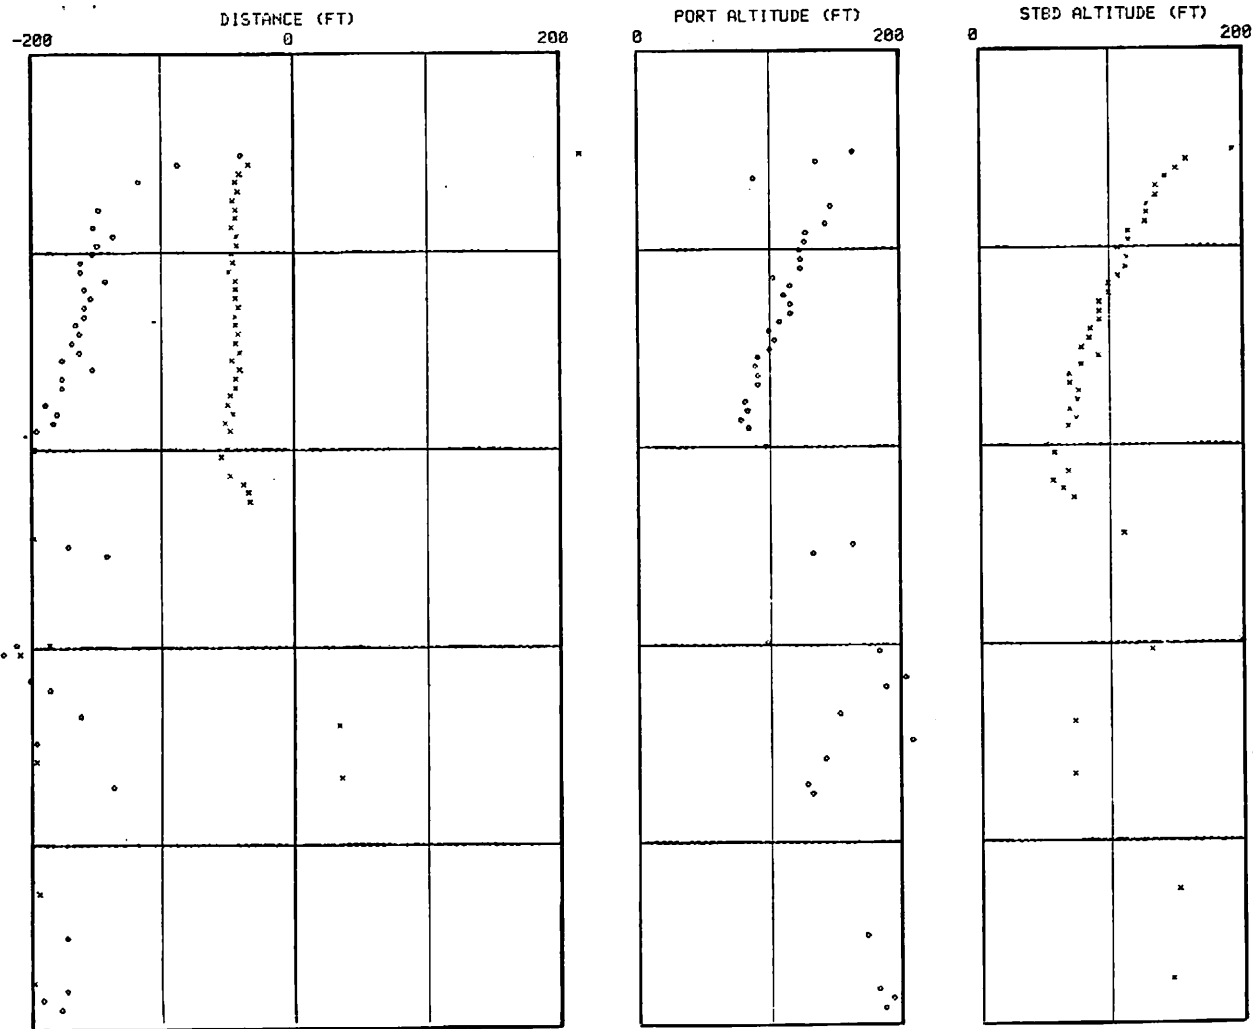 DISTANCE (FT)
-200 0 200
PORT ALTITUDE (FT)
0 200
STBD ALTITUDE (FT)
0 200